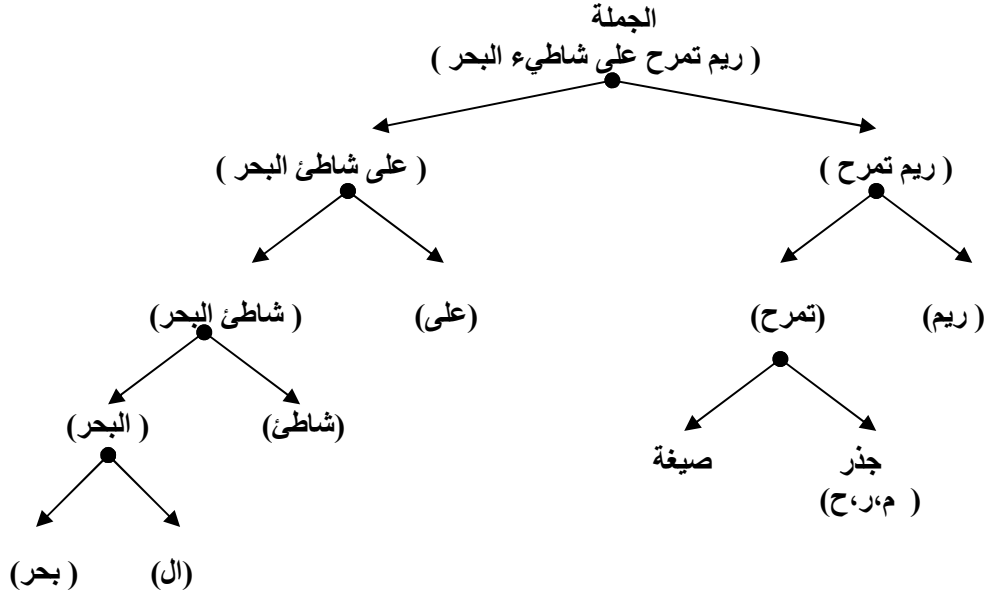 الجملة
( ريم تمرح على شاطيء البحر )
( ريم تمرح )
( على شاطئ البحر )
( ريم)
(تمرح)
(على)
( شاطئ البحر)
جذر
( م،ر،ح)
صيغة
(شاطئ)
( البحر)
(ال)
( بحر)